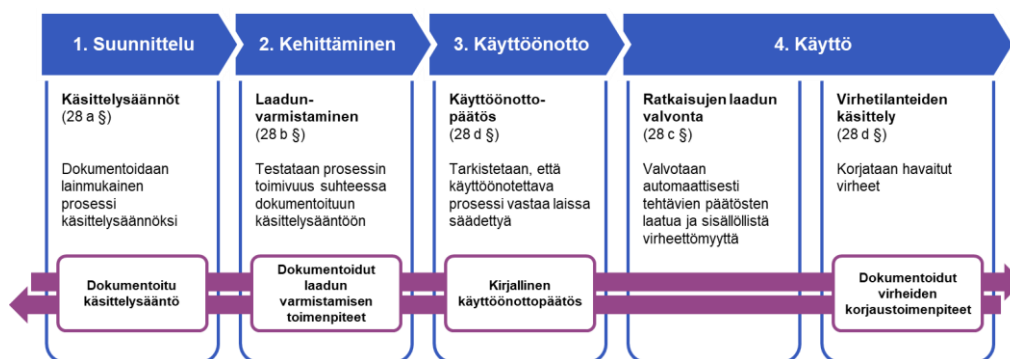 1. Suunnittelu
2. Kehittäminen
3. Käyttöönotto
4. Käyttö
Käsittelysäännöt
(28 a §)
Dokumentoidaan
lainmukainen
prosessi
käsittelysäännöksi
Dokumentoitu
käsittelysääntö
Laadun-
varmistaminen
(28 b §)
Testataan prosessin
toimivuus suhteessa
dokumentoituun
käsittelysääntöön
Dokumentoidut
laadun
varmistamisen
toimenpiteet
Käyttöönotto-
päätös
(28 d §)
Tarkistetaan, että
käyttöönotettava
prosessi vastaa laissa
säädettyä
Kirjallinen
käyttöönottopäätös
Ratkaisujen laadun
valvonta
(28 c §)
Valvotaan
automaattisesti
tehtävien päätösten
laatua ja sisällöllistä
virheettömyyttä
Virhetilanteiden
käsittely
(28 d §)
Korjataan havaitut
virheet
Dokumentoidut
virheiden
korjaustoimenpiteet